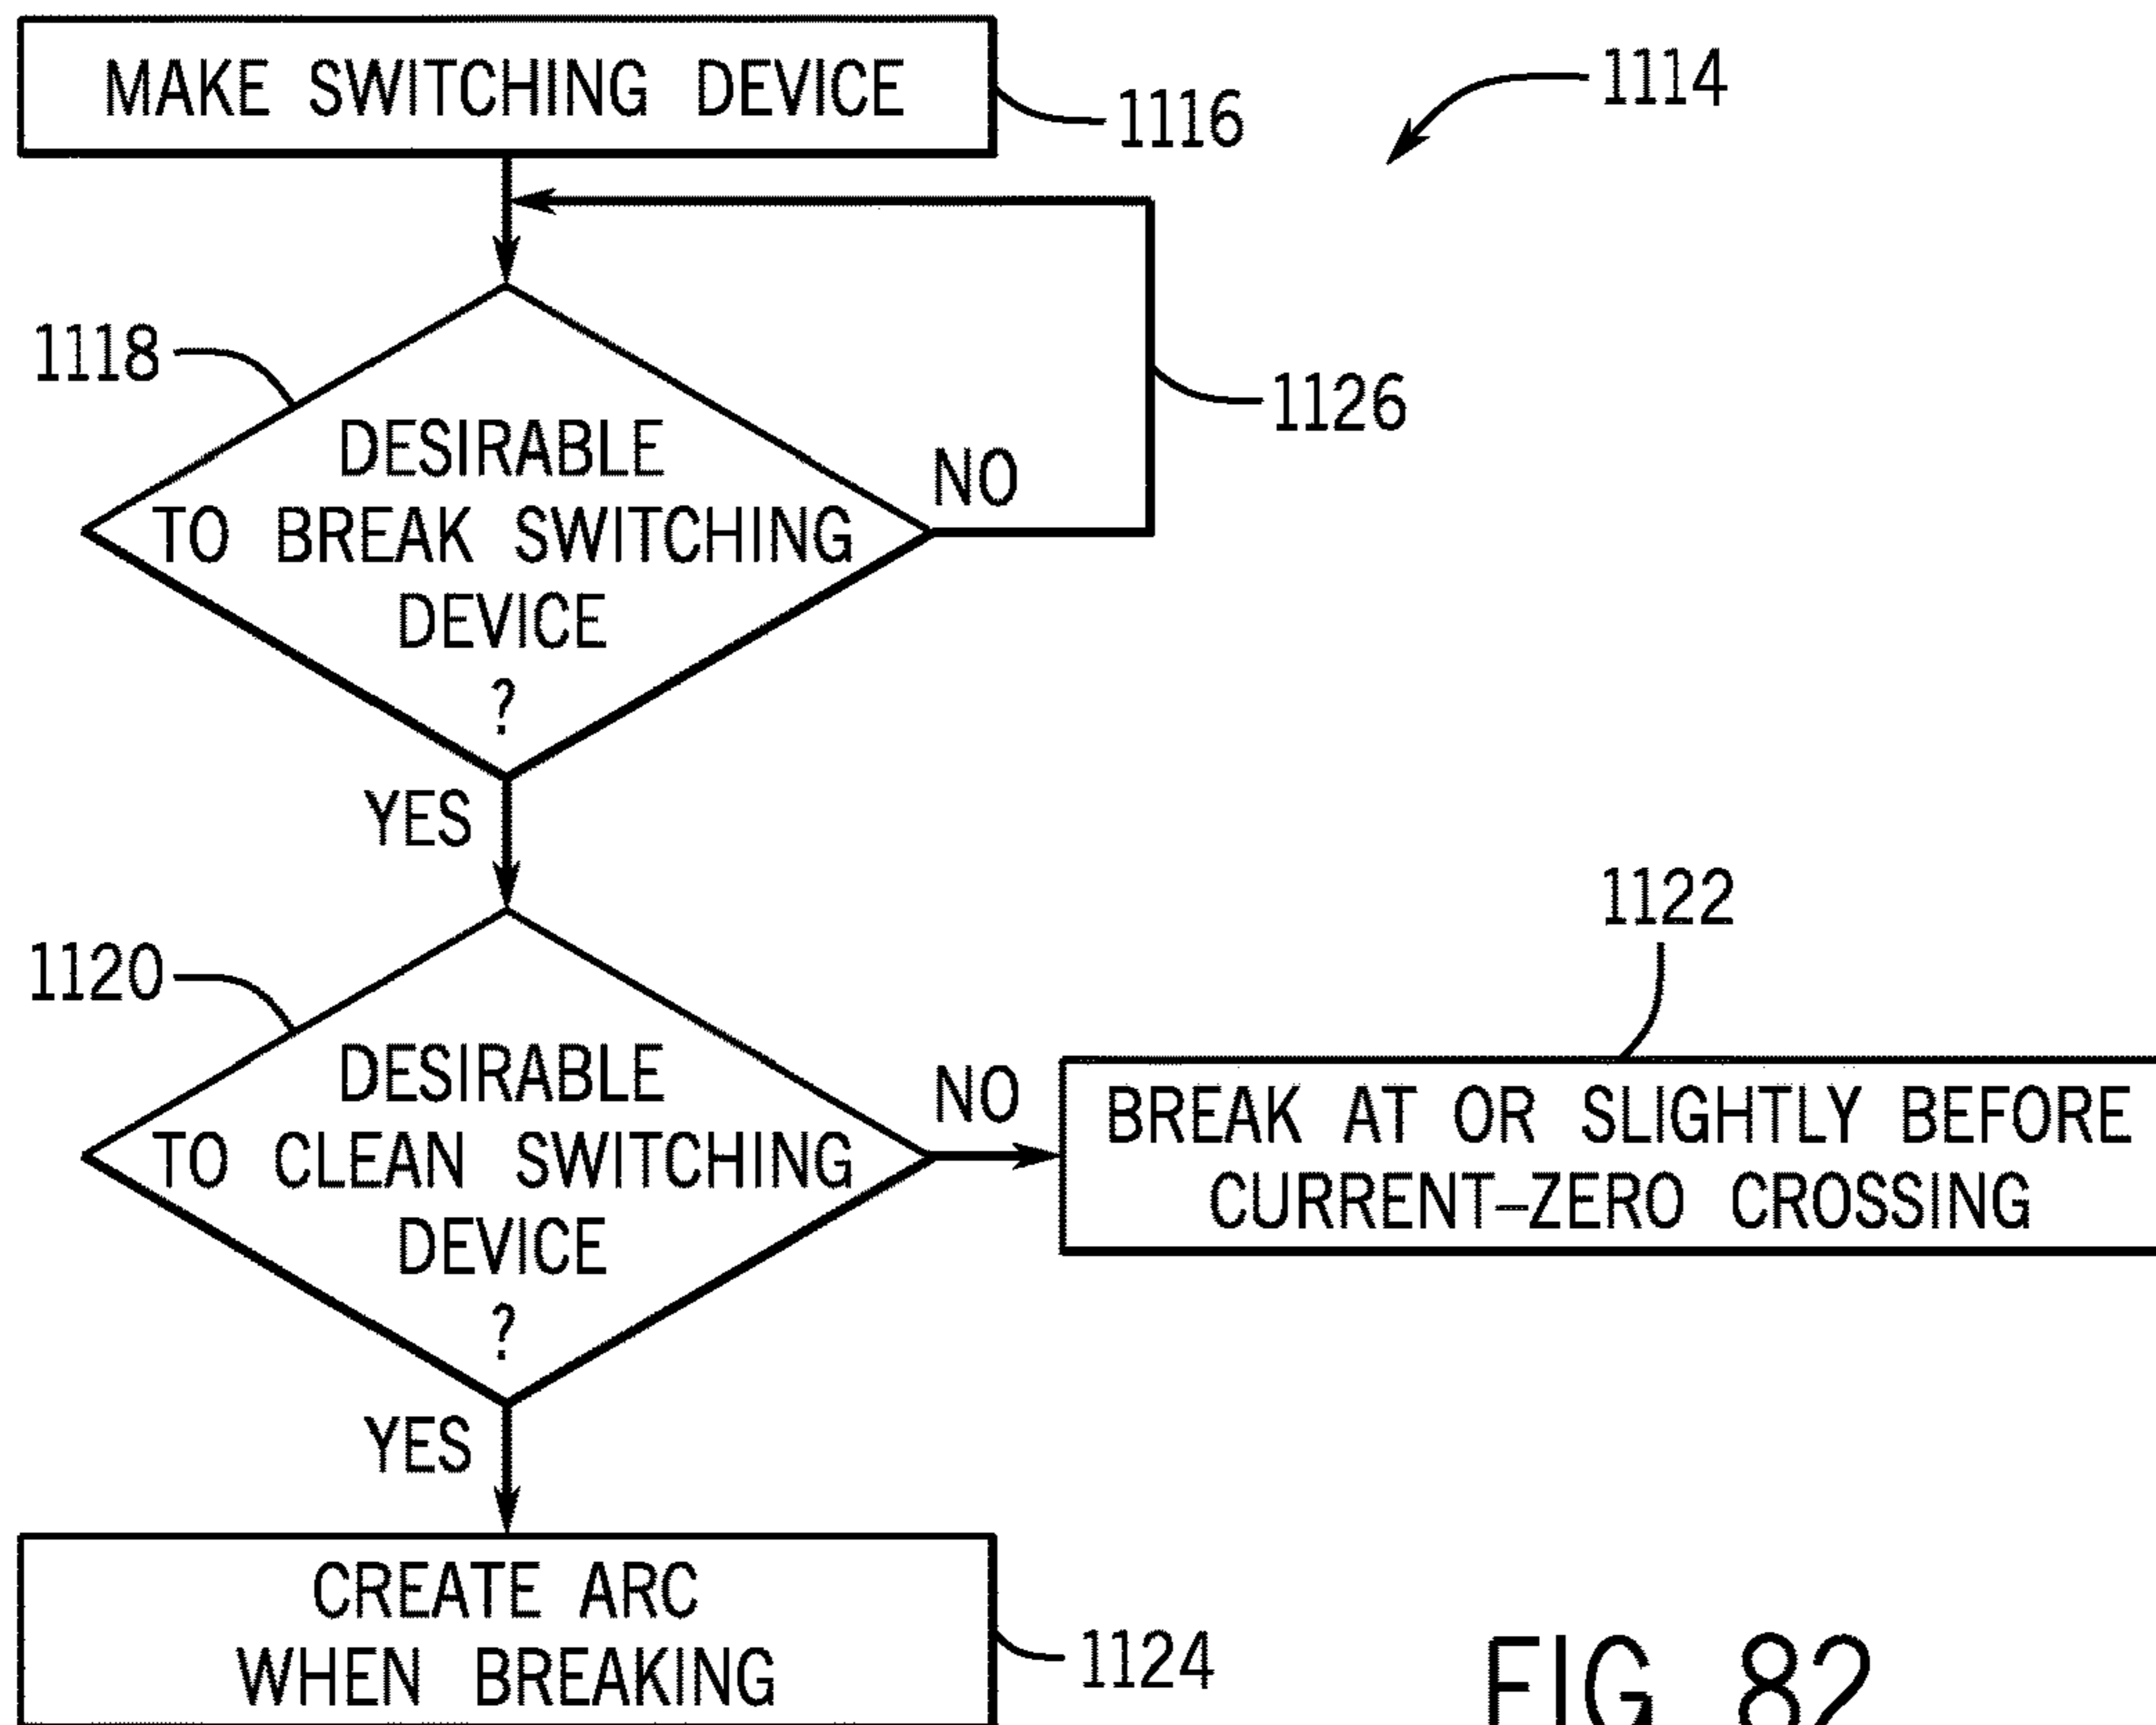 MAKE SWITCHING DEVICE
1116
1114
1118
1126
DESIRABLE
TO BREAK SWITCHING
DEVICE
?
NO
YES
1120
DESIRABLE
TO CLEAN SWITCHING
DEVICE
?
NO
1122
BREAK AT OR SLIGHTLY BEFORE
CURRENT-ZERO CROSSING
YES
CREATE ARC
WHEN BREAKING
1124
FIG 82